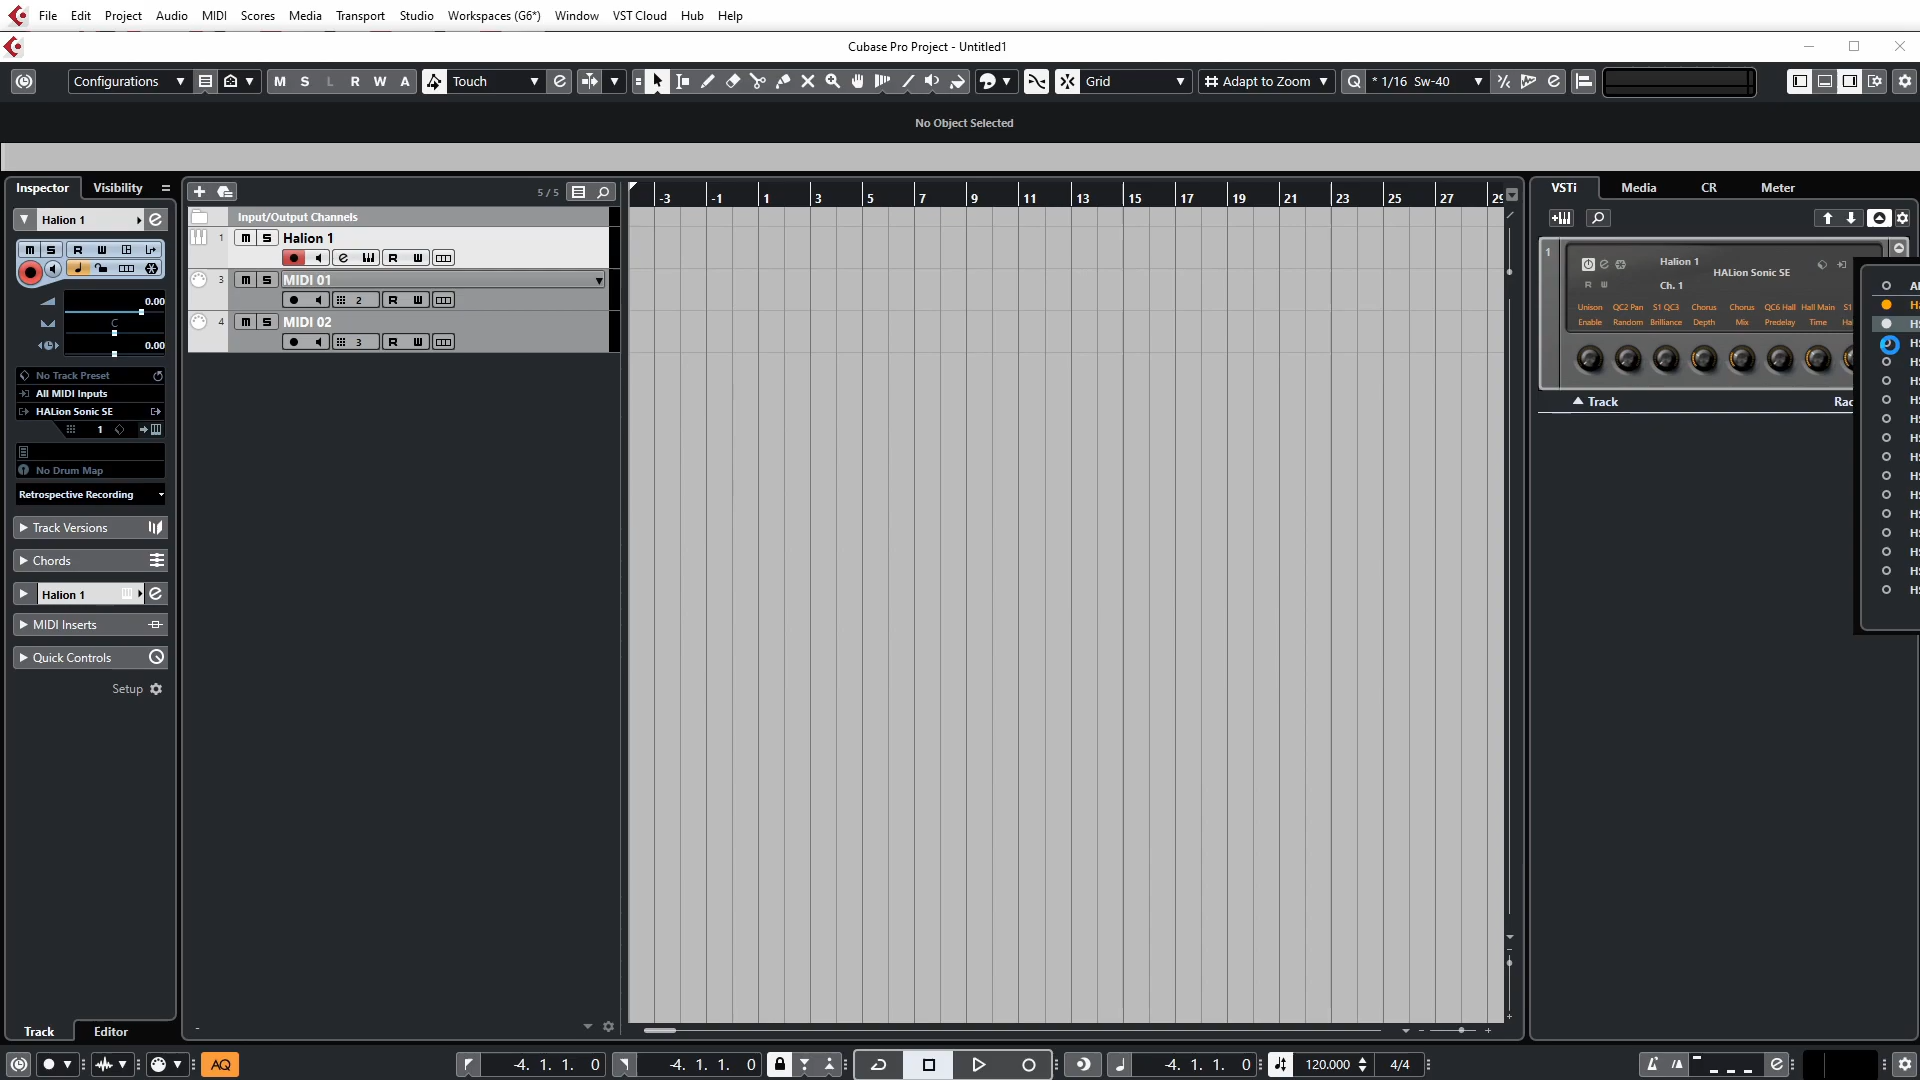 File Edit Project Audio MIDI Scores Media Transport Studio Workspaces (G6*) Window VST Cloud Hub Help
Cubase Pro Project - Untitled1
Configurations M S L R W A Touch Grid Adapt to Zoom Q * 1/16 Sw-40
No Object Selected
Inspector Visibility
Halion 1
M S R W
0.00
C
0.00
No Track Preset
All MIDI Inputs
HALion Sonic SE
1
No Drum Map
Retrospective Recording
Track Versions
Chords
Halion 1
MIDI Inserts
Quick Controls
Setup
Track Editor
5 / 5
Input/Output Channels
1 M S Halion 1
R W
3 M S MIDI 01
2 R W
4 M S MIDI 02
3 R W
-3 -1 1 3 5 7 9 11 13 15 17 19 21 23 25 27 29
VSTi Media CR Meter
1
Halion 1
HALion Sonic SE
R W
Ch. 1
Unison QC2 Pan S1 QC3 Chorus Chorus QC6 Hall Hall Main S1
Enable Random Brilliance Depth Mix Predelay Time
Track
AQ
-4. 1. 1. 0 -4. 1. 1. 0 -4. 1. 1. 0 120.000 4/4